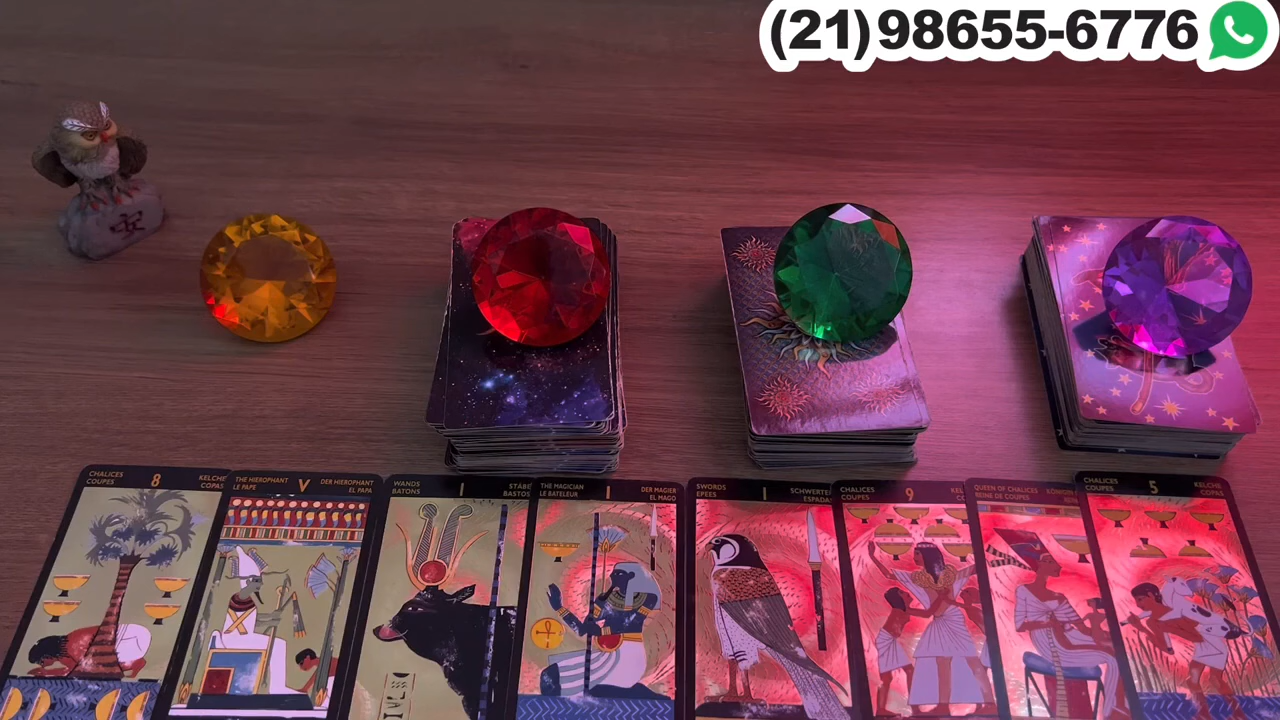 (21)98655-6776
CHALICES 8 KELCHE
COUPES COPAS
THE HIEROPHANT V DER HIEROPHANT
LE PAPE EL PAPA
WANDS I STÄBE
BATONS BASTOS
THE MAGICIAN I DER MAGIER
LE BATELEUR EL MAGO
SWORDS I SCHWERTER
EPEES ESPADAS
CHALICES 9 KEL
COUPES
QUEEN OF CHALICES KÖNIGIN
REINE DE COUPES
CHALICES 5 KELCHE
COUPES COPAS